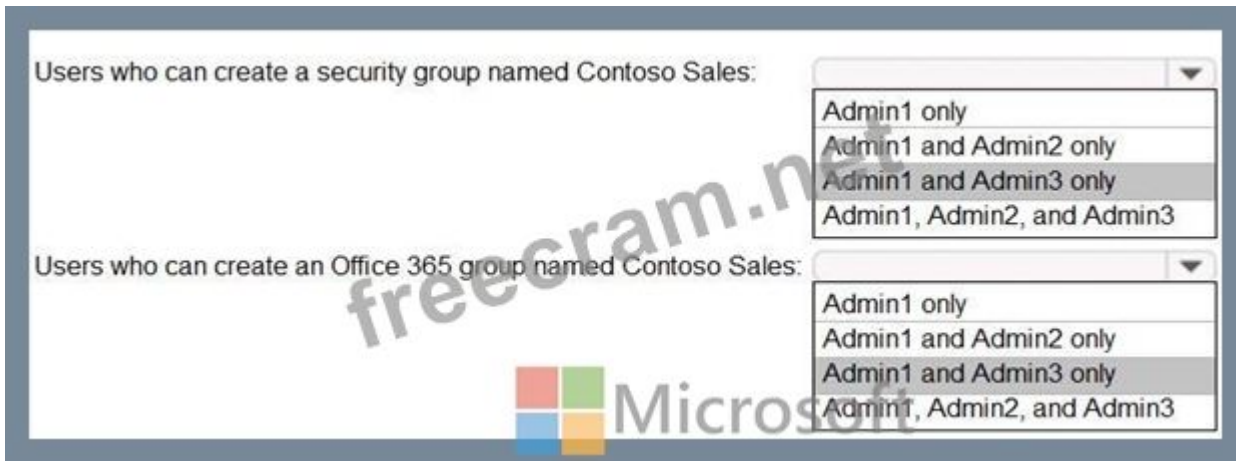 Users who can create a security group named Contoso Sales:
Admin1 only
Admin1 and Admin2 only
Admin1 and Admin3 only
Admin1, Admin2, and Admin3
Users who can create an Office 365 group named Contoso Sales:
Admin1 only
Admin1 and Admin2 only
Admin1 and Admin3 only
Admin1, Admin2, and Admin3
freecram.net
Microsoft